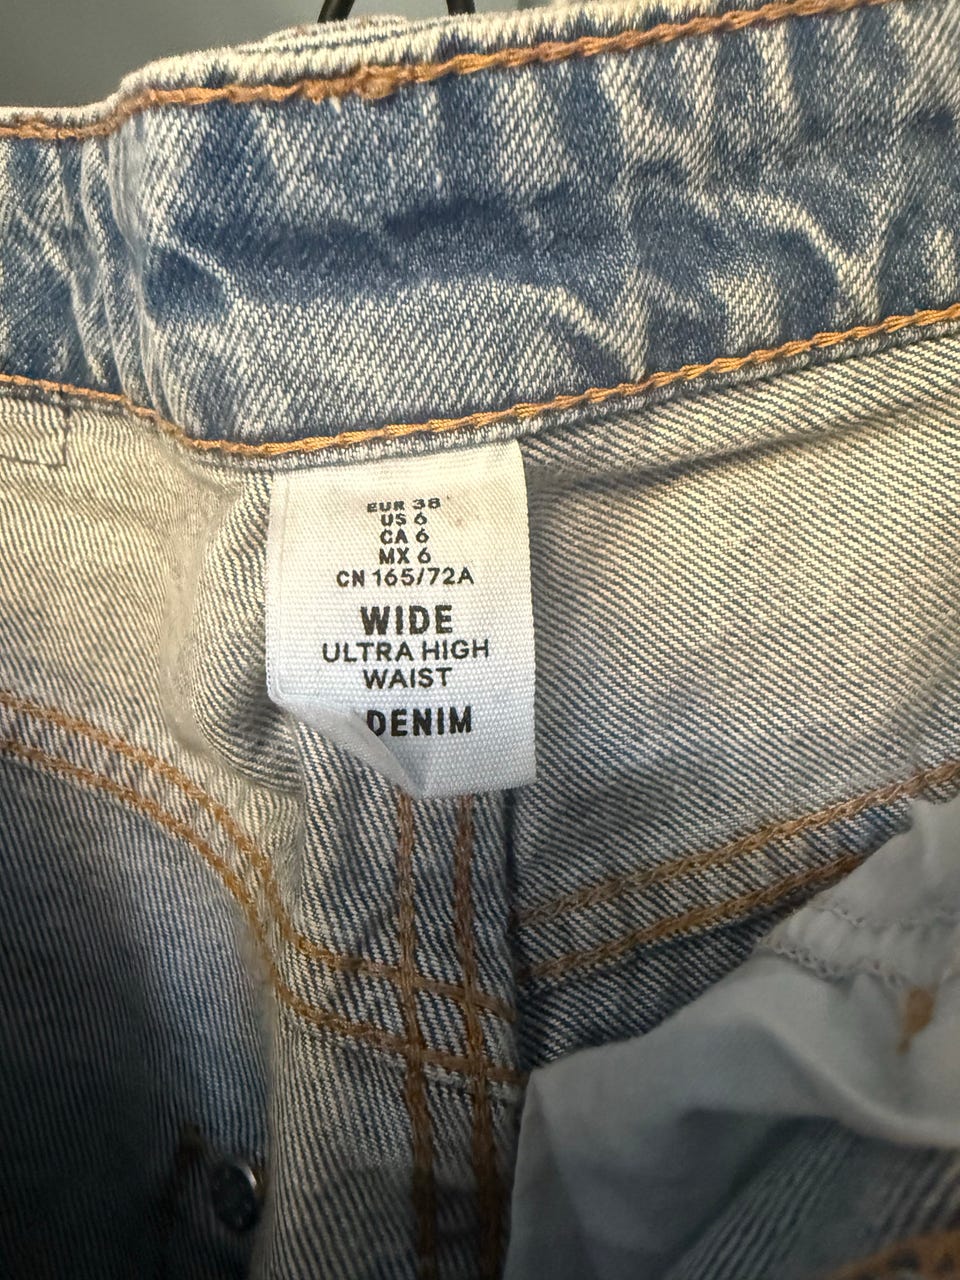 EUR 38
US 6
CA 6
MX 6
CN 165/72A
WIDE
ULTRA HIGH
WAIST
DENIM